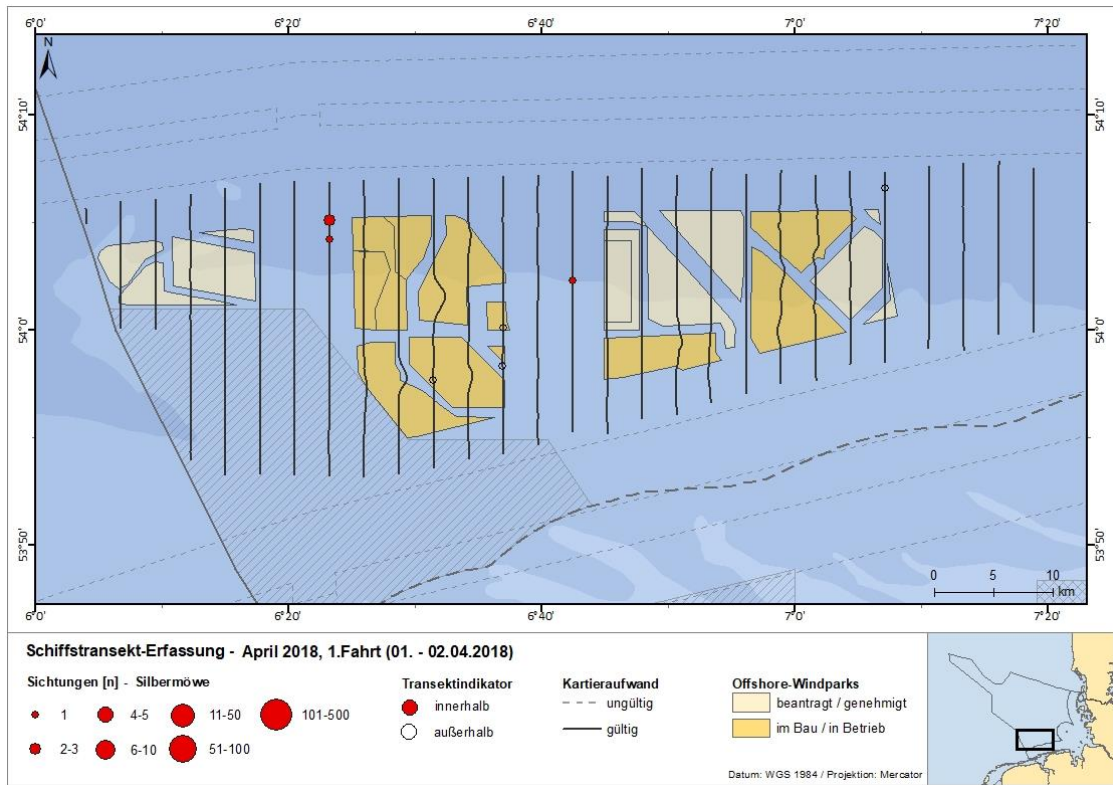 6°0' 6°20' 6°40' 7°0' 7°20'
N
54°10' 54°10'
54°0' 54°0'
53°50' 53°50'
0 5 10
km
6°0' 6°20' 6°40' 7°0' 7°20'
Schiffstransekt-Erfassung - April 2018, 1.Fahrt (01. - 02.04.2018)
Sichtungen [n] - Silbermöwe
1 4-5 11-50 101-500
2-3 6-10 51-100
Transektindikator
innerhalb
außerhalb
Kartieraufwand
ungültig
gültig
Offshore-Windparks
beantragt / genehmigt
im Bau / in Betrieb
Datum: WGS 1984 / Projektion: Mercator